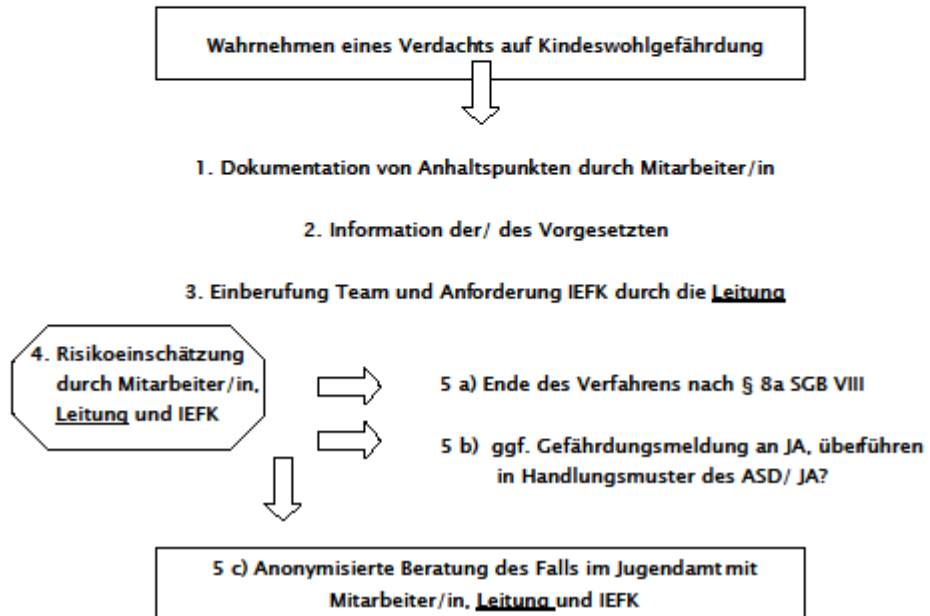 Wahrnehmen eines Verdachts auf Kindeswohlgefährdung
1. Dokumentation von Anhaltspunkten durch Mitarbeiter/in
2. Information der/ des Vorgesetzten
3. Einberufung Team und Anforderung IEFK durch die Leitung
4. Risikoeinschätzung
durch Mitarbeiter/in,
Leitung und IEFK
5 a) Ende des Verfahrens nach § 8a SGB VIII
5 b) ggf. Gefährdungsmeldung an JA, überführen
in Handlungsmuster des ASD/ JA?
5 c) Anonymisierte Beratung des Falls im Jugendamt mit
Mitarbeiter/in, Leitung und IEFK